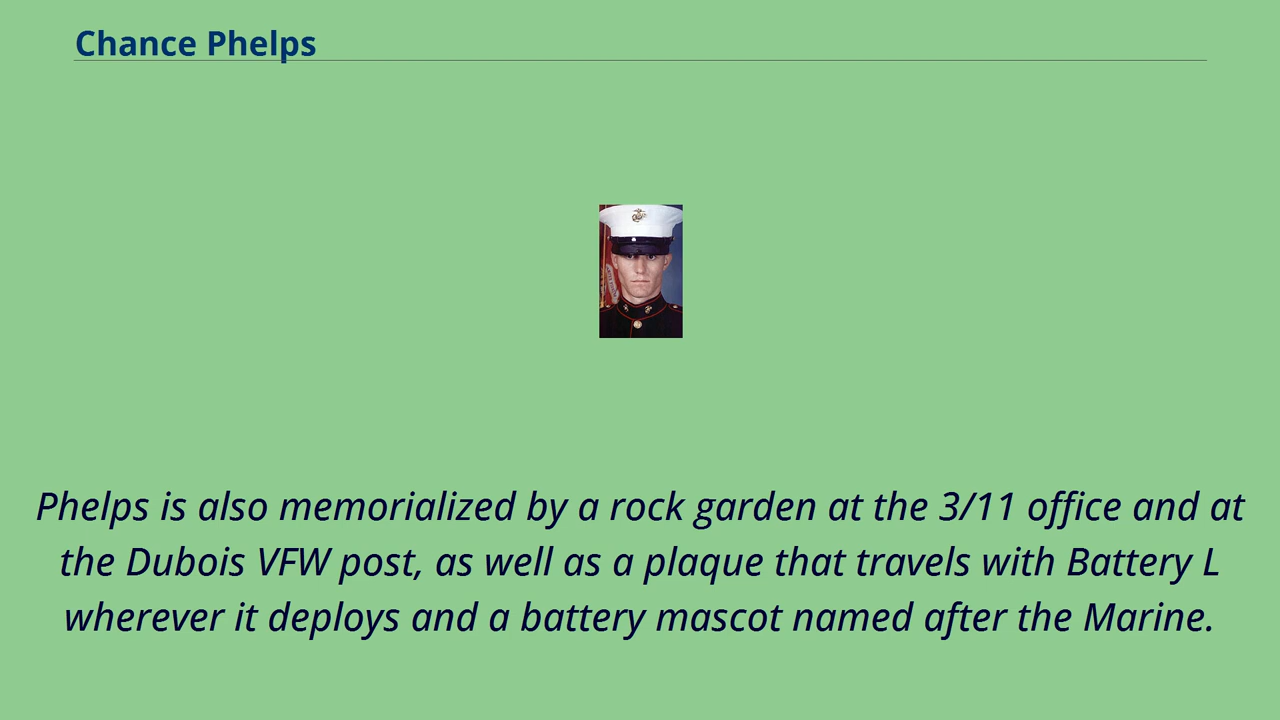 Chance Phelps
Phelps is also memorialized by a rock garden at the 3/11 office and at
the Dubois VFW post, as well as a plaque that travels with Battery L
wherever it deploys and a battery mascot named after the Marine.